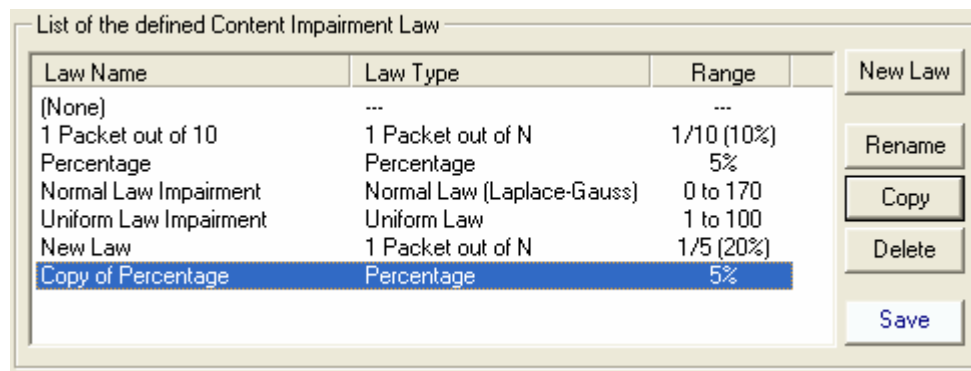 List of the defined Content Impairment Law
Law Name Law Type Range
(None) --- ---
1 Packet out of 10 1 Packet out of N 1/10 (10%)
Percentage Percentage 5%
Normal Law Impairment Normal Law (Laplace-Gauss) 0 to 170
Uniform Law Impairment Uniform Law 1 to 100
New Law 1 Packet out of N 1/5 (20%)
Copy of Percentage Percentage 5%
New Law
Rename
Copy
Delete
Save